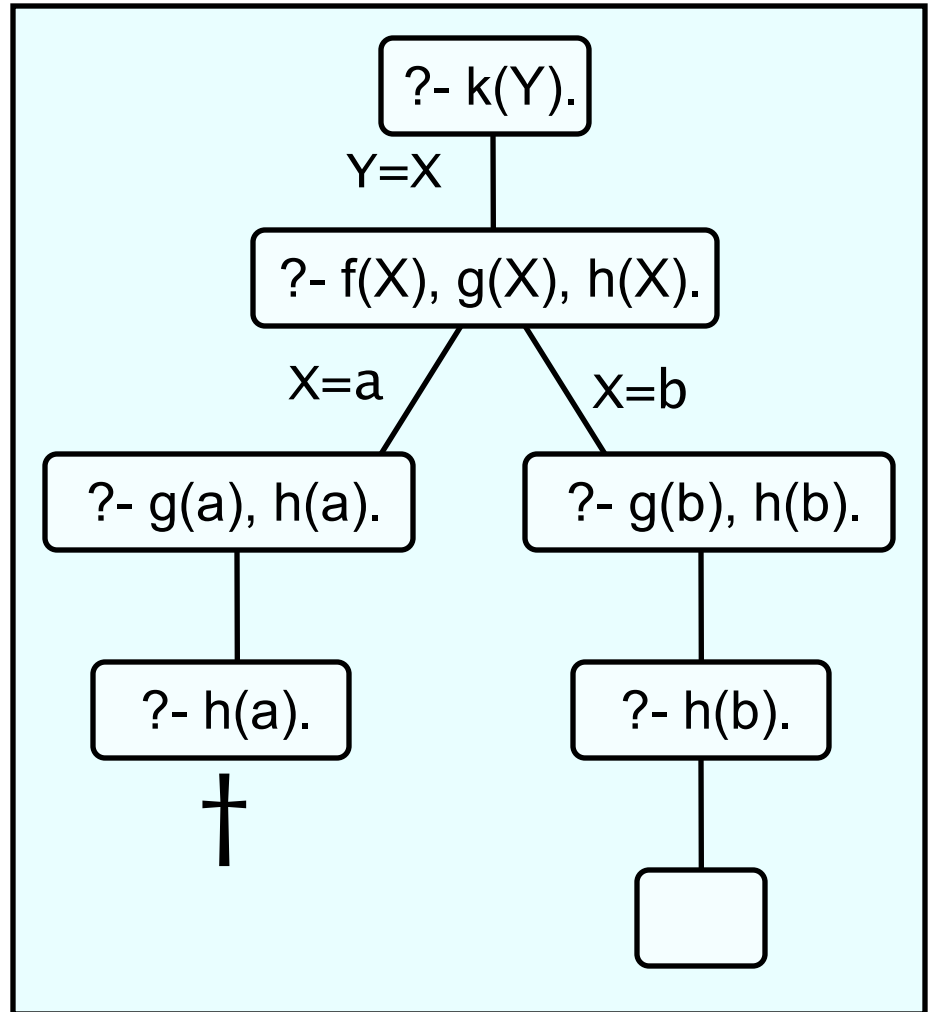 ?- k(Y).
Y=X
?- f(X), g(X), h(X).
X=a
X=b
?- g(a), h(a).
?- g(b), h(b).
?- h(a).
?- h(b).
†